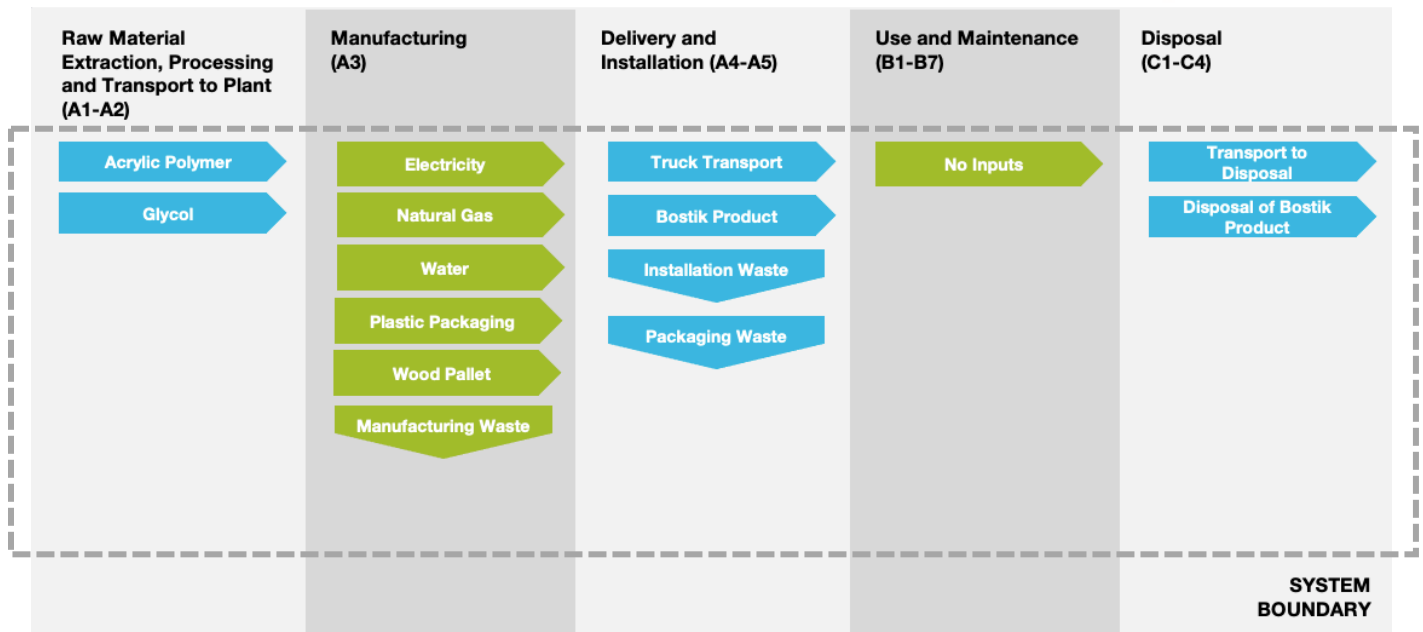 Raw Material
Extraction, Processing
and Transport to Plant
(A1-A2)
Manufacturing
(A3)
Delivery and
Installation (A4-A5)
Use and Maintenance
(B1-B7)
Disposal
(C1-C4)
Acrylic Polymer
Glycol
Electricity
Natural Gas
Water
Plastic Packaging
Wood Pallet
Manufacturing Waste
Truck Transport
Bostik Product
Installation Waste
Packaging Waste
No Inputs
Transport to
Disposal
Disposal of Bostik
Product
SYSTEM
BOUNDARY